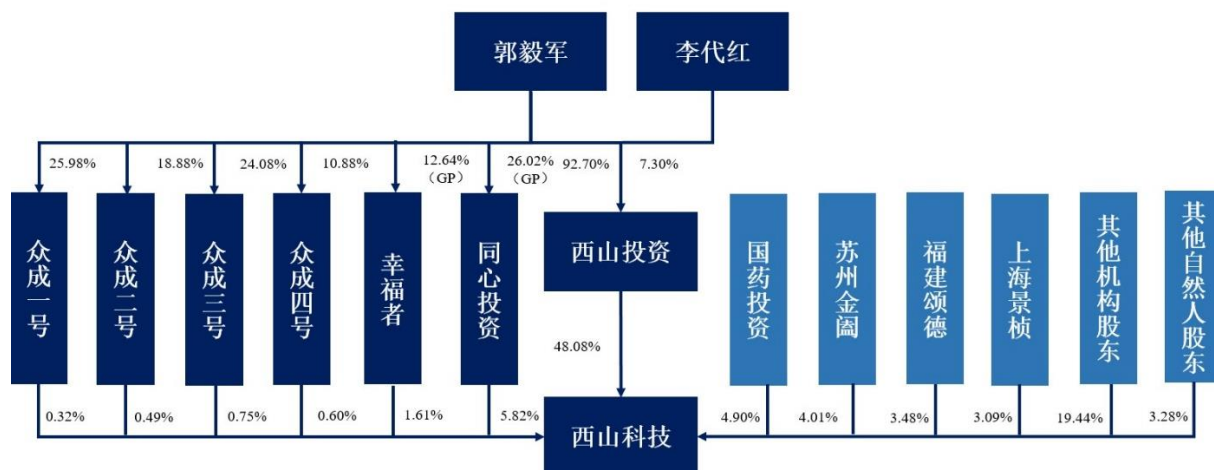 郭毅军
李代红
25.98%
18.88%
24.08%
10.88%
12.64%
（GP）
26.02%
（GP）
92.70%
7.30%
众成一号
众成二号
众成三号
众成四号
幸福者
同心投资
西山投资
国药投资
苏州金阖
福建颂德
上海景桢
其他机构股东
其他自然人股东
48.08%
0.32%
0.49%
0.75%
0.60%
1.61%
5.82%
西山科技
4.90%
4.01%
3.48%
3.09%
19.44%
3.28%